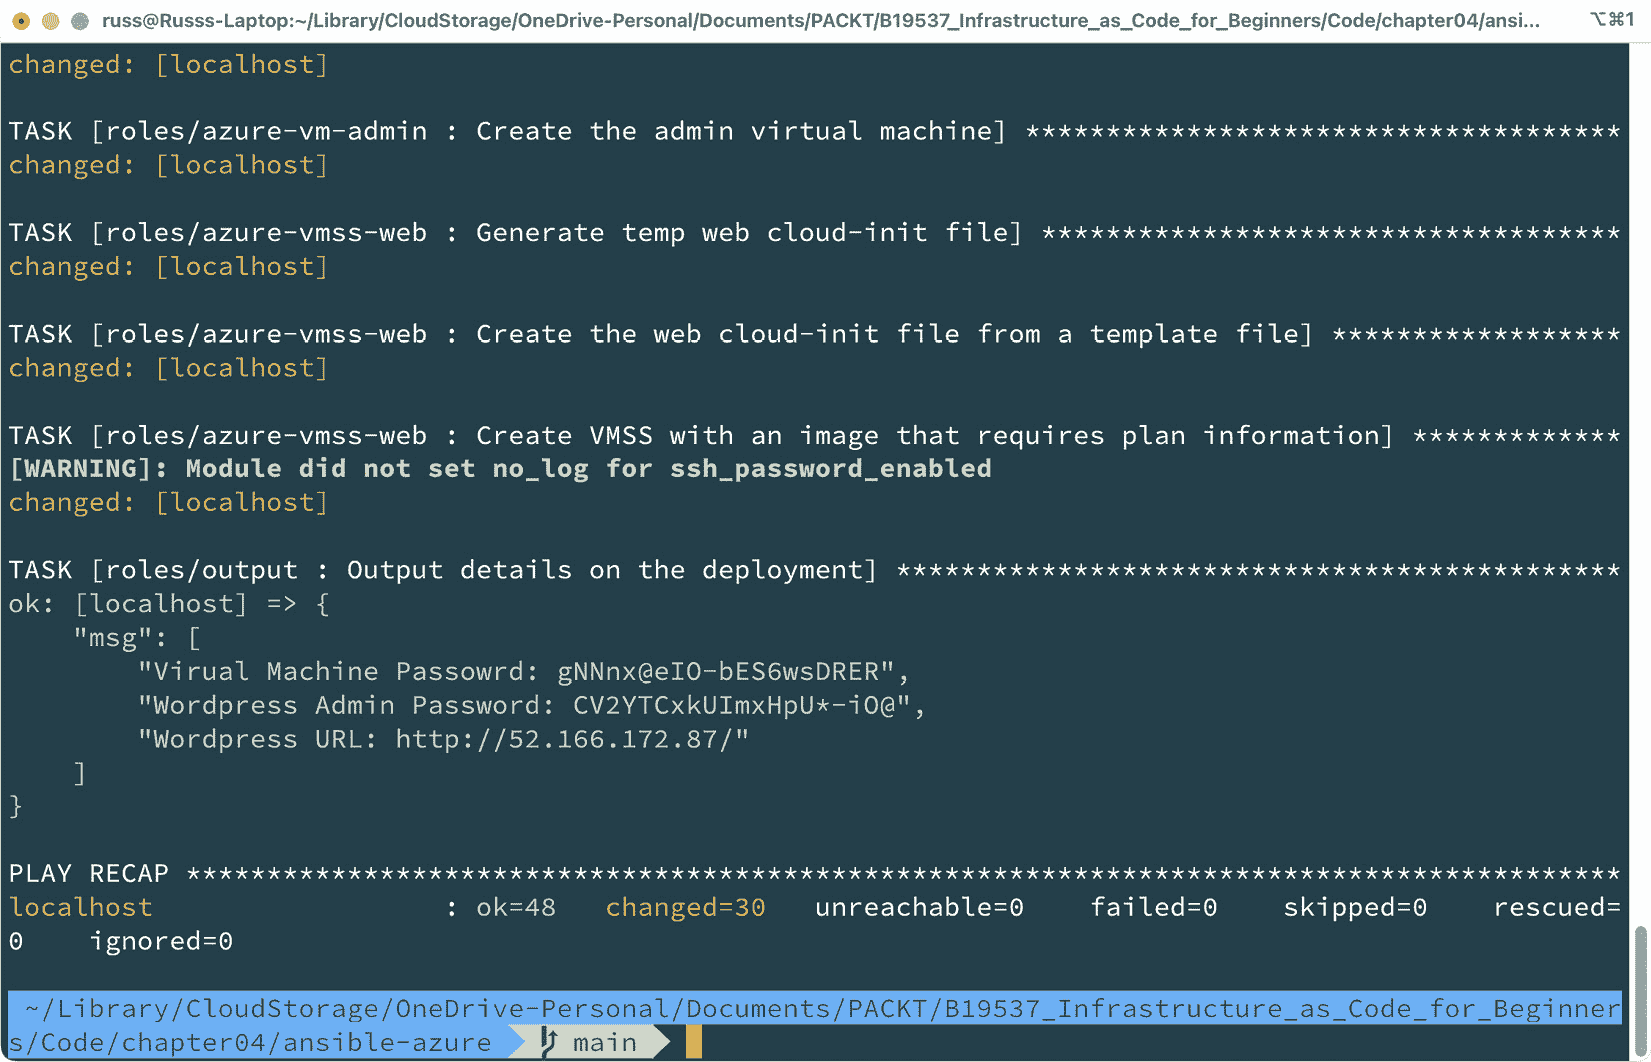 russ@Russs-Laptop:~/Library/CloudStorage/OneDrive-Personal/Documents/PACKT/B19537_Infrastructure_as_Code_for_Beginners/Code/chapter04/ansi... ⌥⌘1
changed: [localhost]
TASK [roles/azure-vm-admin : Create the admin virtual machine] *************************************
changed: [localhost]
TASK [roles/azure-vmss-web : Generate temp web cloud-init file] ************************************
changed: [localhost]
TASK [roles/azure-vmss-web : Create the web cloud-init file from a template file] ******************
changed: [localhost]
TASK [roles/azure-vmss-web : Create VMSS with an image that requires plan information] *************
[WARNING]: Module did not set no_log for ssh_password_enabled
changed: [localhost]
TASK [roles/output : Output details on the deployment] *********************************************
ok: [localhost] => {
    "msg": [
        "Virual Machine Passowrd: gNNnx@eIO-bES6wsDRER",
        "Wordpress Admin Password: CV2YTCxkUImxHpU*-iO@",
        "Wordpress URL: http://52.166.172.87/"
    ]
}
PLAY RECAP *****************************************************************************************
localhost                  : ok=48   changed=30   unreachable=0    failed=0    skipped=0    rescued=
0    ignored=0
~/Library/CloudStorage/OneDrive-Personal/Documents/PACKT/B19537_Infrastructure_as_Code_for_Beginner
s/Code/chapter04/ansible-azure main